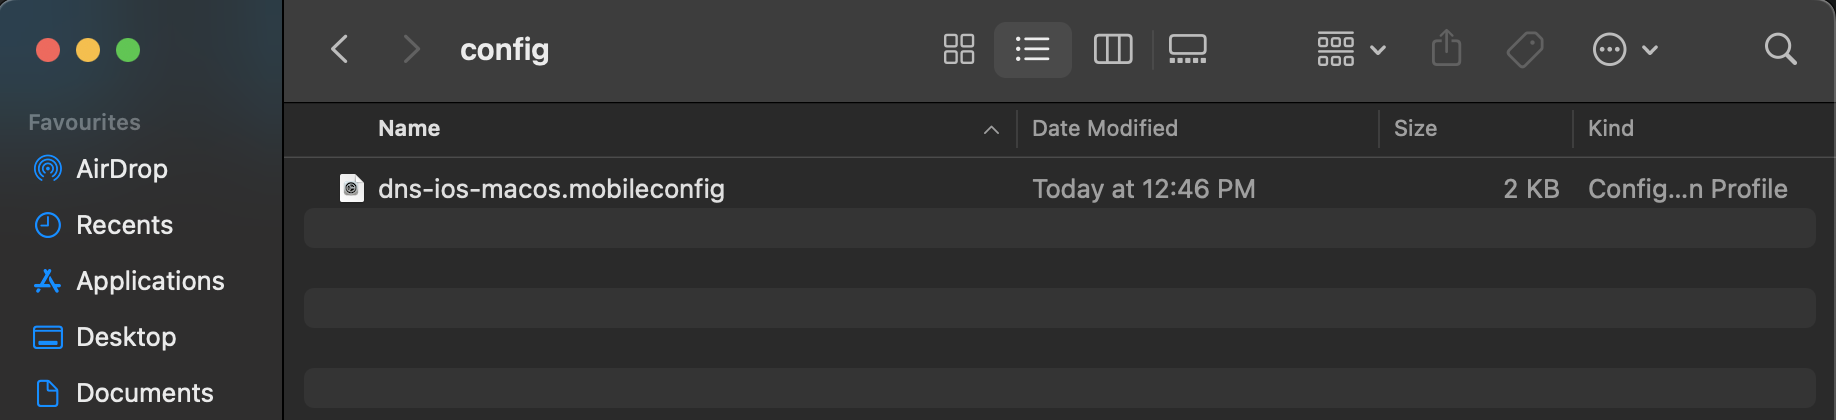 config
Favourites
AirDrop
Recents
Applications
Desktop
Documents
Name Date Modified Size Kind
dns-ios-macos.mobileconfig Today at 12:46 PM 2 KB Config...n Profile